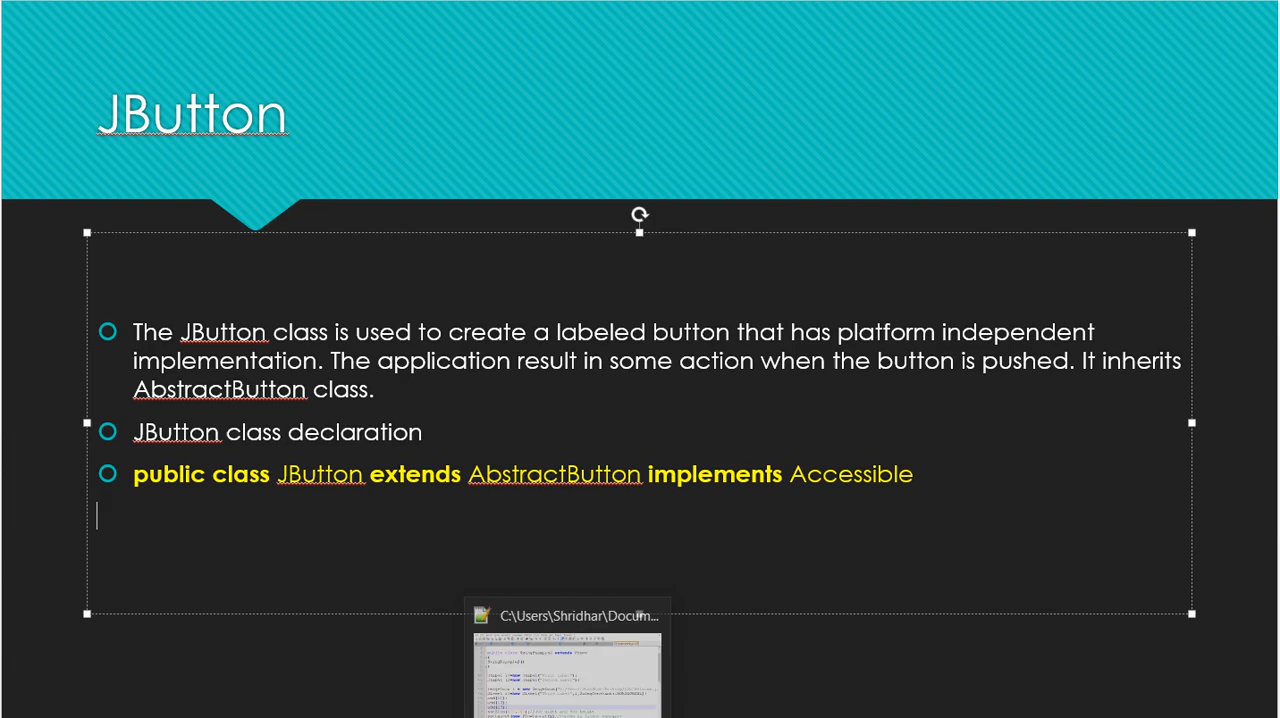 JButton
The JButton class is used to create a labeled button that has platform independent
implementation. The application result in some action when the button is pushed. It inherits
AbstractButton class.
JButton class declaration
public class JButton extends AbstractButton implements Accessible
C:\Users\Shridhar\Docum...